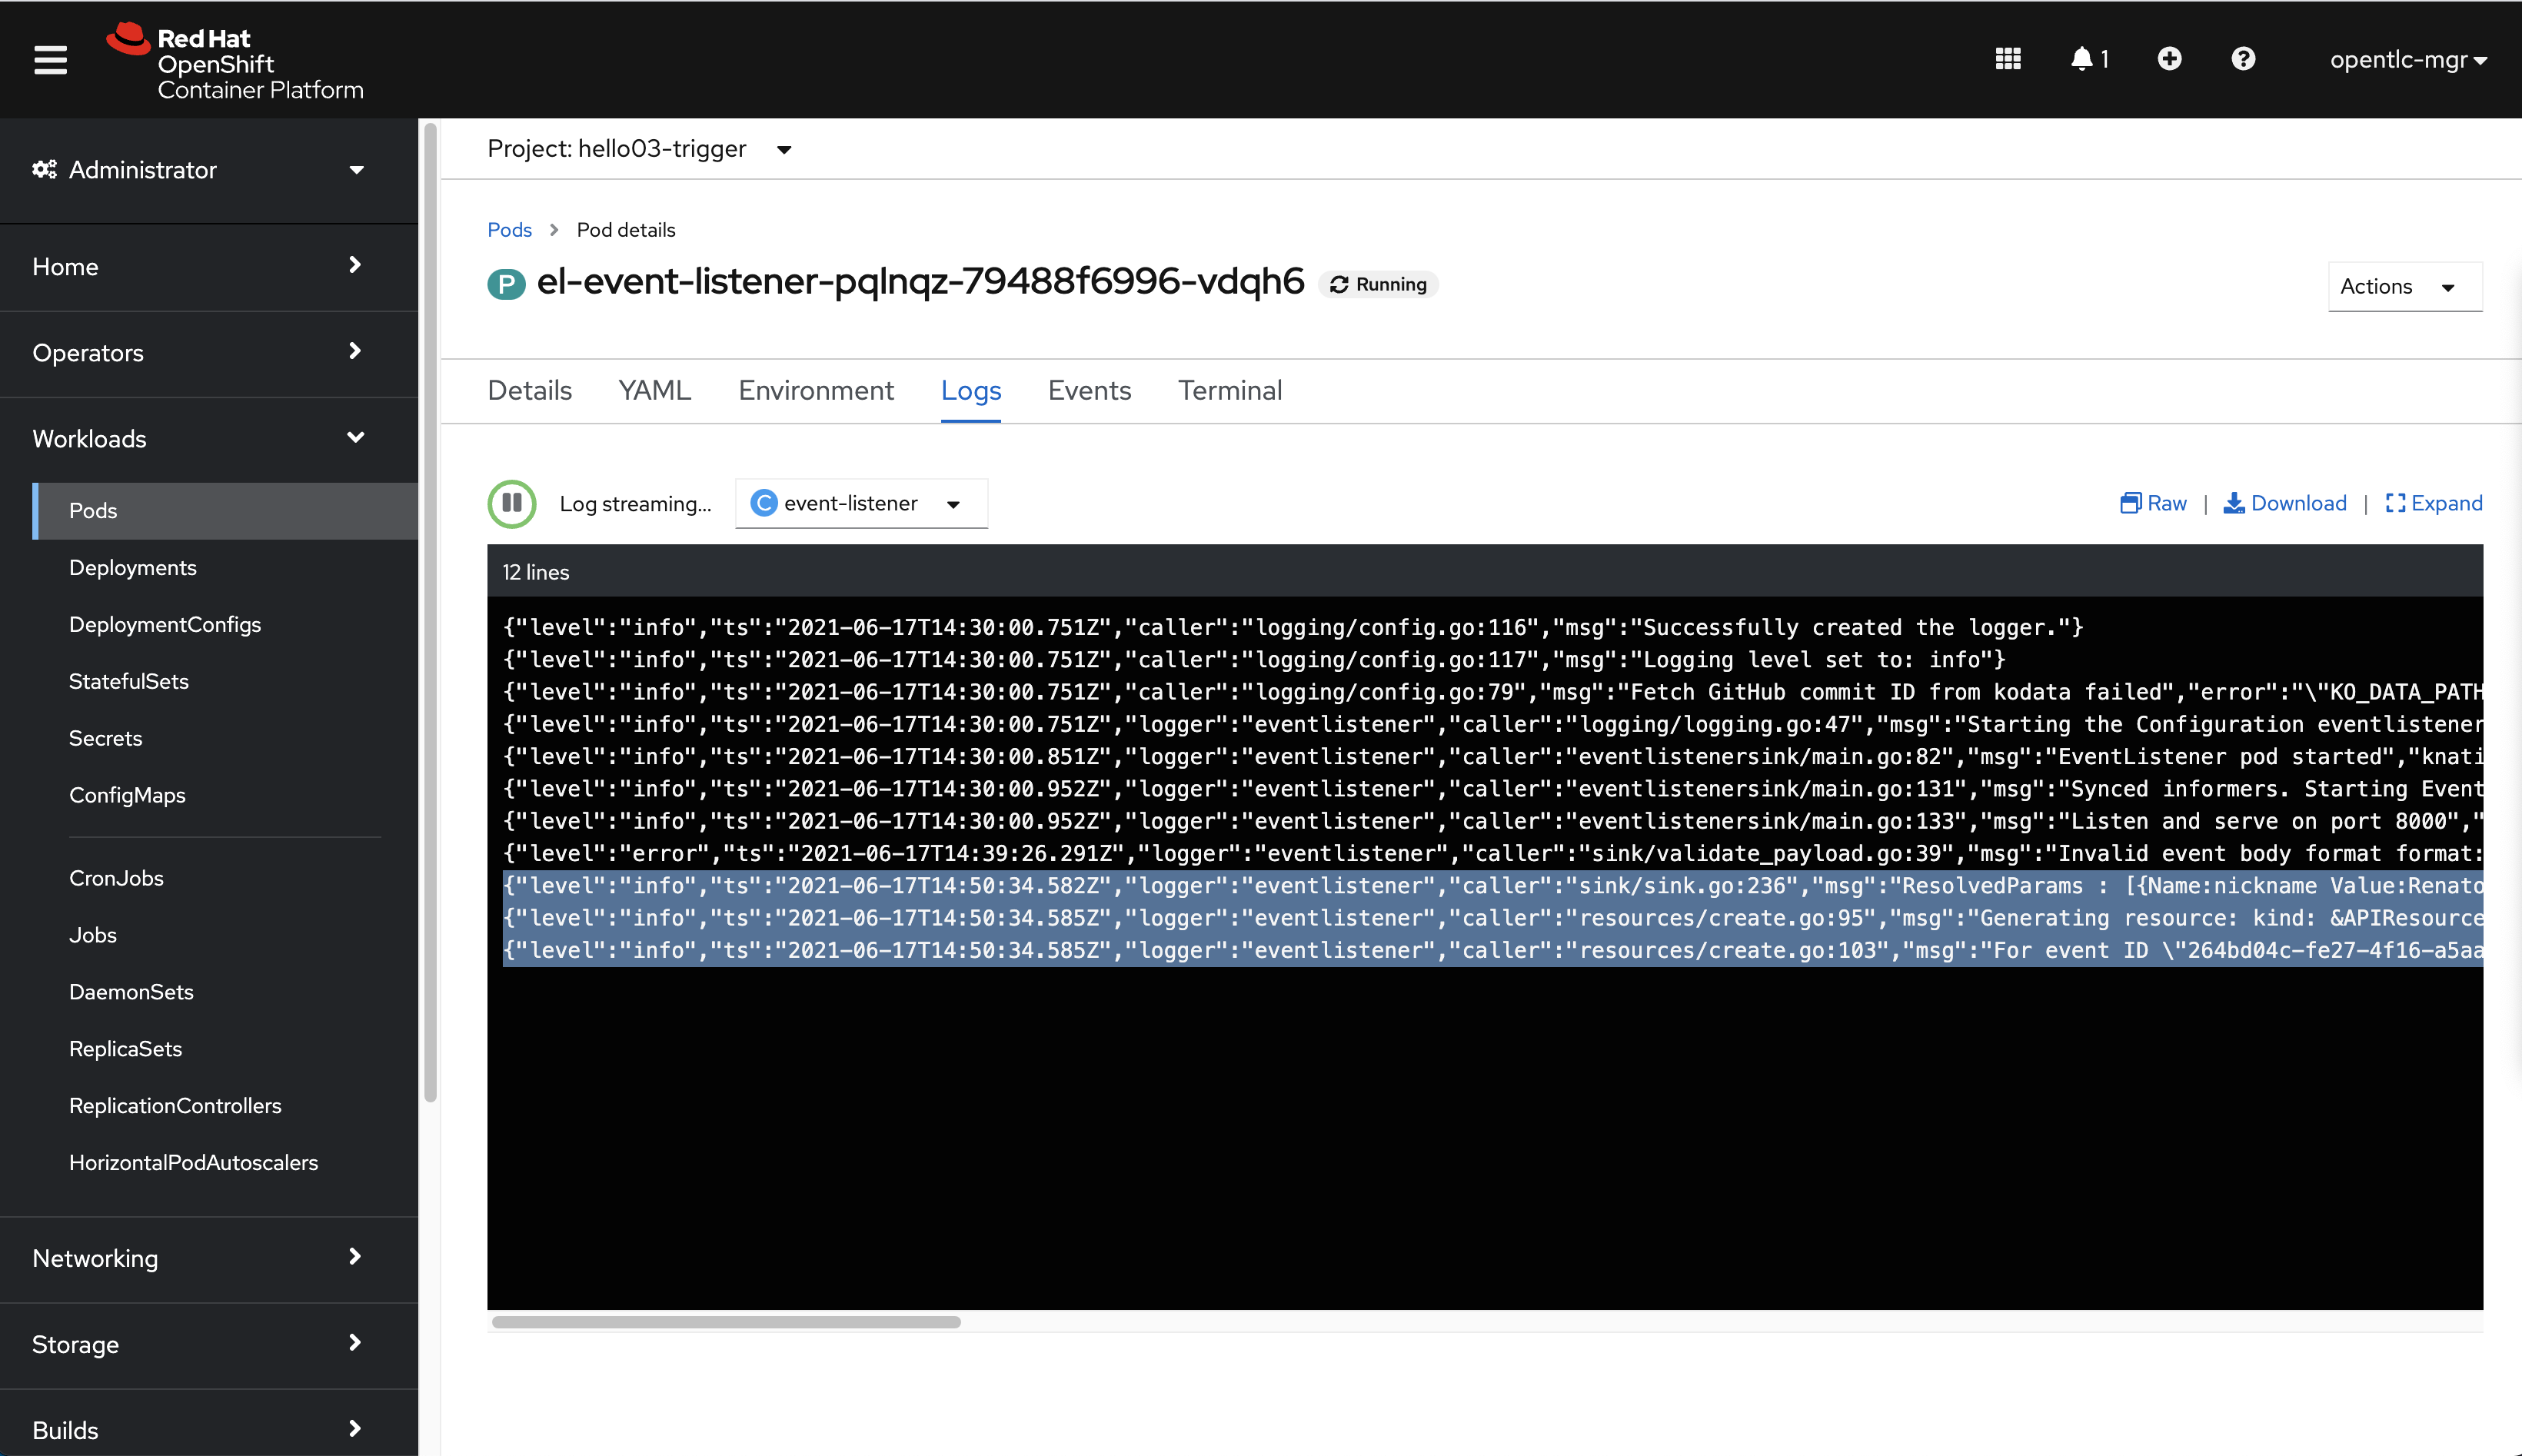 Red Hat
OpenShift
Container Platform
1
opentlc-mgr
Administrator
Home
Operators
Workloads
Pods
Deployments
DeploymentConfigs
StatefulSets
Secrets
ConfigMaps
CronJobs
Jobs
DaemonSets
ReplicaSets
ReplicationControllers
HorizontalPodAutoscalers
Networking
Storage
Builds
Project: hello03-trigger
Pods > Pod details
P el-event-listener-pqlnqz-79488f6996-vdqh6 Running
Actions
Details YAML Environment Logs Events Terminal
Log streaming... C event-listener Raw | Download | Expand
12 lines
{"level":"info","ts":"2021-06-17T14:30:00.751Z","caller":"logging/config.go:116","msg":"Successfully created the logger."}
{"level":"info","ts":"2021-06-17T14:30:00.751Z","caller":"logging/config.go:117","msg":"Logging level set to: info"}
{"level":"info","ts":"2021-06-17T14:30:00.751Z","caller":"logging/config.go:79","msg":"Fetch GitHub commit ID from kodata failed","error":"\"KO_DATA_PATH
{"level":"info","ts":"2021-06-17T14:30:00.751Z","logger":"eventlistener","caller":"logging/logging.go:47","msg":"Starting the Configuration eventlistener
{"level":"info","ts":"2021-06-17T14:30:00.851Z","logger":"eventlistener","caller":"eventlistenersink/main.go:82","msg":"EventListener pod started","knati
{"level":"info","ts":"2021-06-17T14:30:00.952Z","logger":"eventlistener","caller":"eventlistenersink/main.go:131","msg":"Synced informers. Starting Event
{"level":"info","ts":"2021-06-17T14:30:00.952Z","logger":"eventlistener","caller":"eventlistenersink/main.go:133","msg":"Listen and serve on port 8000","
{"level":"error","ts":"2021-06-17T14:39:26.291Z","logger":"eventlistener","caller":"sink/validate_payload.go:39","msg":"Invalid event body format format:
{"level":"info","ts":"2021-06-17T14:50:34.582Z","logger":"eventlistener","caller":"sink/sink.go:236","msg":"ResolvedParams : [{Name:nickname Value:Renato
{"level":"info","ts":"2021-06-17T14:50:34.585Z","logger":"eventlistener","caller":"resources/create.go:95","msg":"Generating resource: kind: &APIResource
{"level":"info","ts":"2021-06-17T14:50:34.585Z","logger":"eventlistener","caller":"resources/create.go:103","msg":"For event ID \"264bd04c-fe27-4f16-a5aa